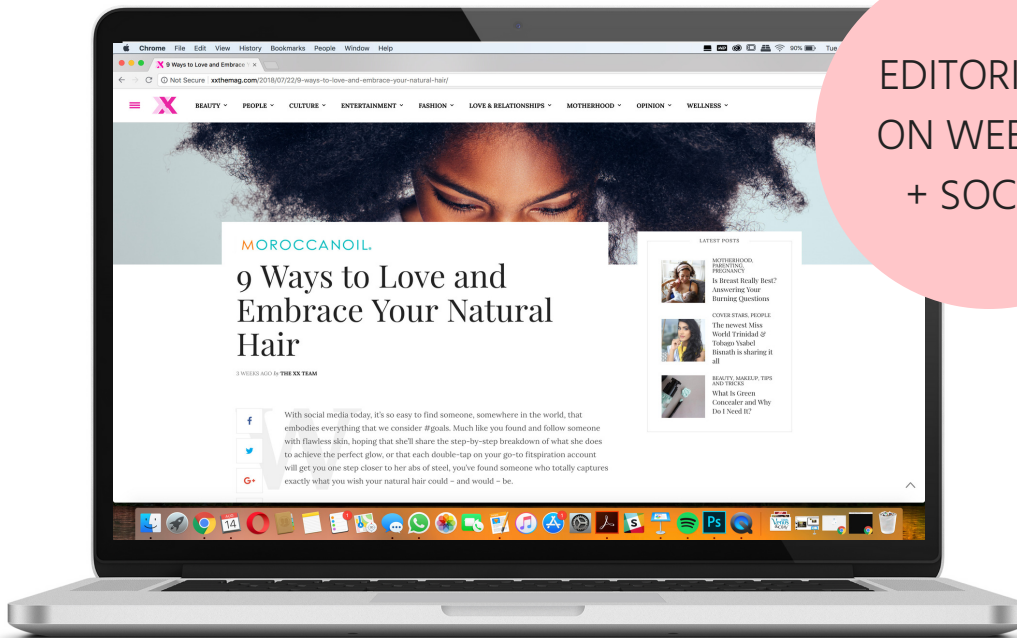 Chrome File Edit View History Bookmarks People Window Help
90% Tue
9 Ways to Love and Embrace Y
Not Secure xxthemag.com/2018/07/22/9-ways-to-love-and-embrace-your-natural-hair/
X BEAUTY PEOPLE CULTURE ENTERTAINMENT FASHION LOVE & RELATIONSHIPS MOTHERHOOD OPINION WELLNESS
EDITORI
ON WEB
+ SOC
MOROCCANOIL®
9 Ways to Love and
Embrace Your Natural
Hair
3 WEEKS AGO by THE XX TEAM
With social media today, it's so easy to find someone, somewhere in the world, that
embodies everything that we consider #goals. Much like you found and follow someone
with flawless skin, hoping that she'll share the step-by-step breakdown of what she does
to achieve the perfect glow, or that each double-tap on your go-to fitspiration account
will get you one step closer to her abs of steel, you've found someone who totally captures
exactly what you wish your natural hair could – and would – be.
W
f
G+
LATEST POSTS
MOTHERHOOD,
PARENTING,
PREGNANCY
Is Breast Really Best?
Answering Your
Burning Questions
COVER STARS, PEOPLE
The newest Miss
World Trinidad &
Tobago Ysabel
Bisnath is sharing it
all
BEAUTY, MAKEUP, TIPS
AND TRICKS
What Is Green
Concealer and Why
Do I Need It?
14
S
Ps